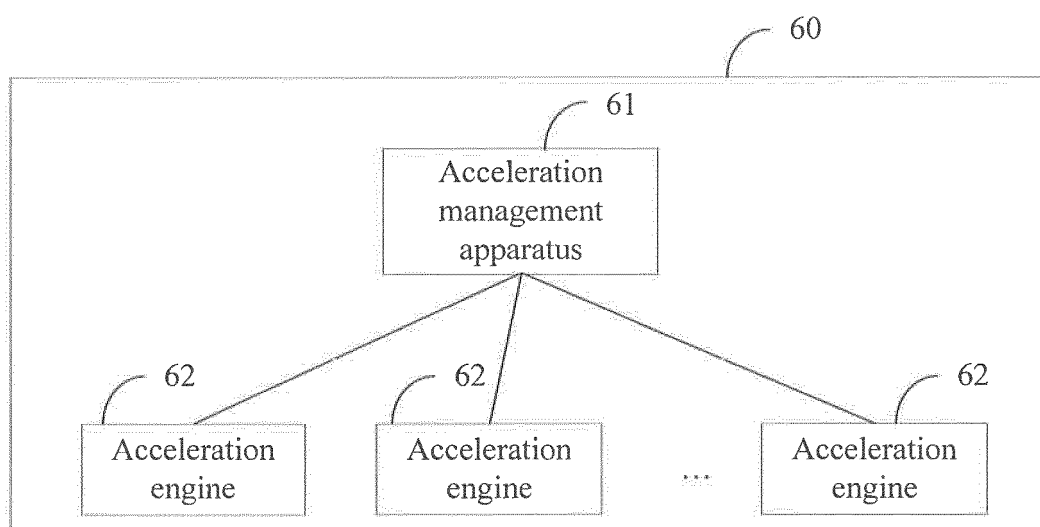 60
61
Acceleration
management
apparatus
62
62
62
Acceleration
engine
Acceleration
engine
...
Acceleration
engine